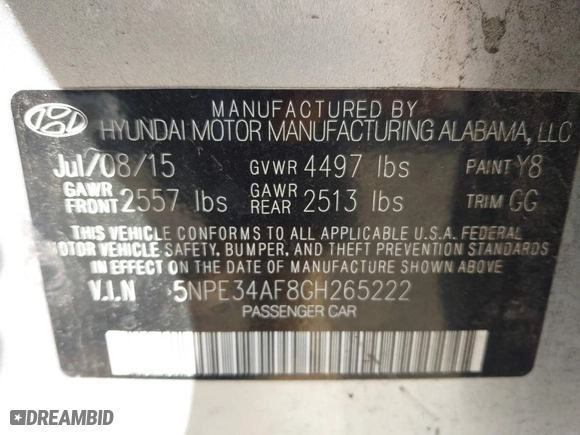 MANUFACTURED BY
HYUNDAI MOTOR MANUFACTURING ALABAMA, LLC
Jul/08/15 GVWR 4497 lbs PAINT Y8
GAWR FRONT 2557 lbs GAWR REAR 2513 lbs TRIM GG
THIS VEHICLE CONFORMS TO ALL APPLICABLE U.S.A. FEDERAL
MOTOR VEHICLE SAFETY, BUMPER, AND THEFT PREVENTION STANDARDS
IN EFFECT ON THE DATE OF MANUFACTURE SHOWN ABOVE
V.I.N 5NPE34AF8GH265222
PASSENGER CAR
DREAMBID